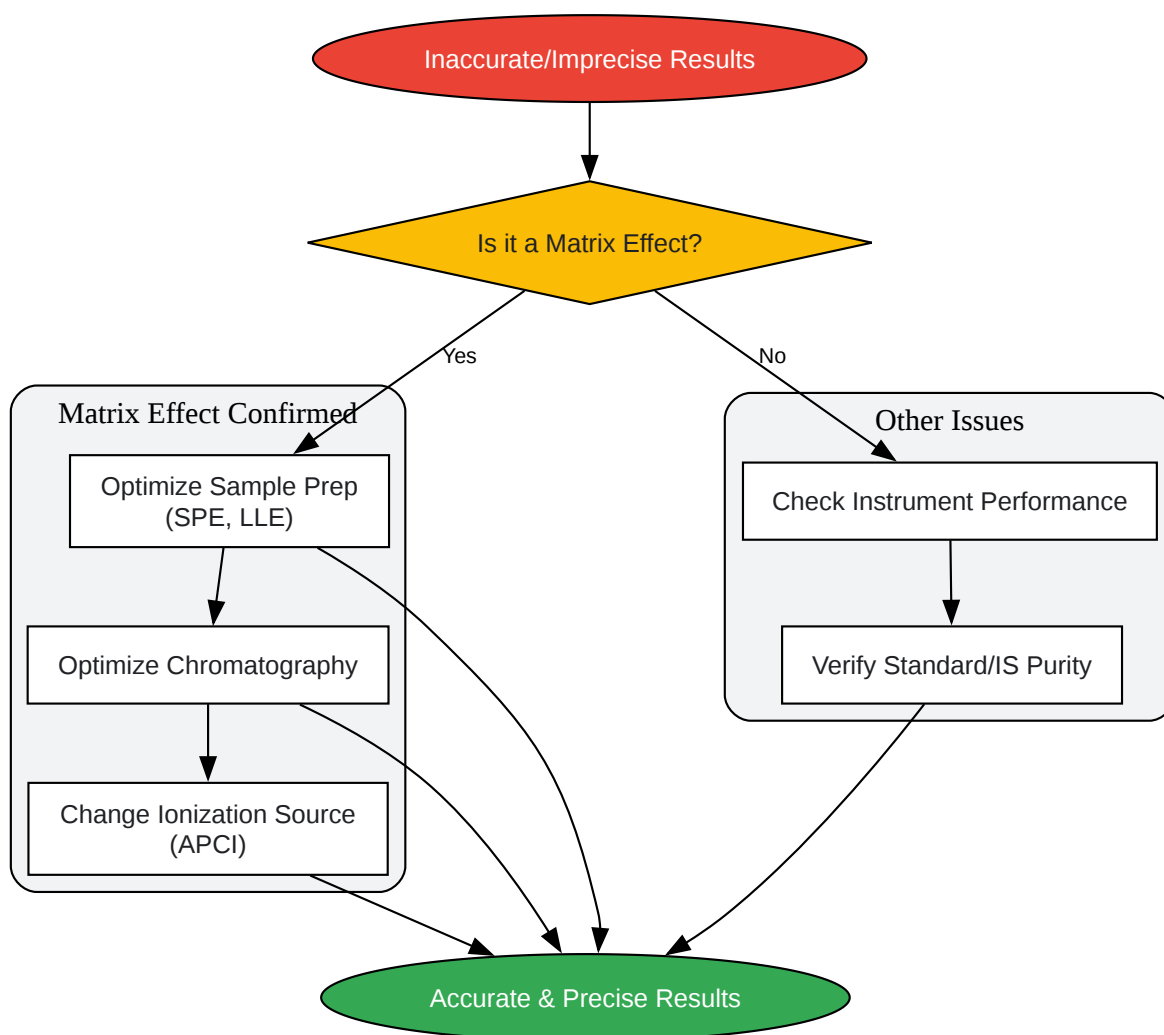 Inaccurate/Imprecise Results
Is it a Matrix Effect?
Yes
No
Matrix Effect Confirmed
Other Issues
Optimize Sample Prep
(SPE, LLE)
Check Instrument Performance
Optimize Chromatography
Verify Standard/IS Purity
Change Ionization Source
(APCI)
Accurate & Precise Results